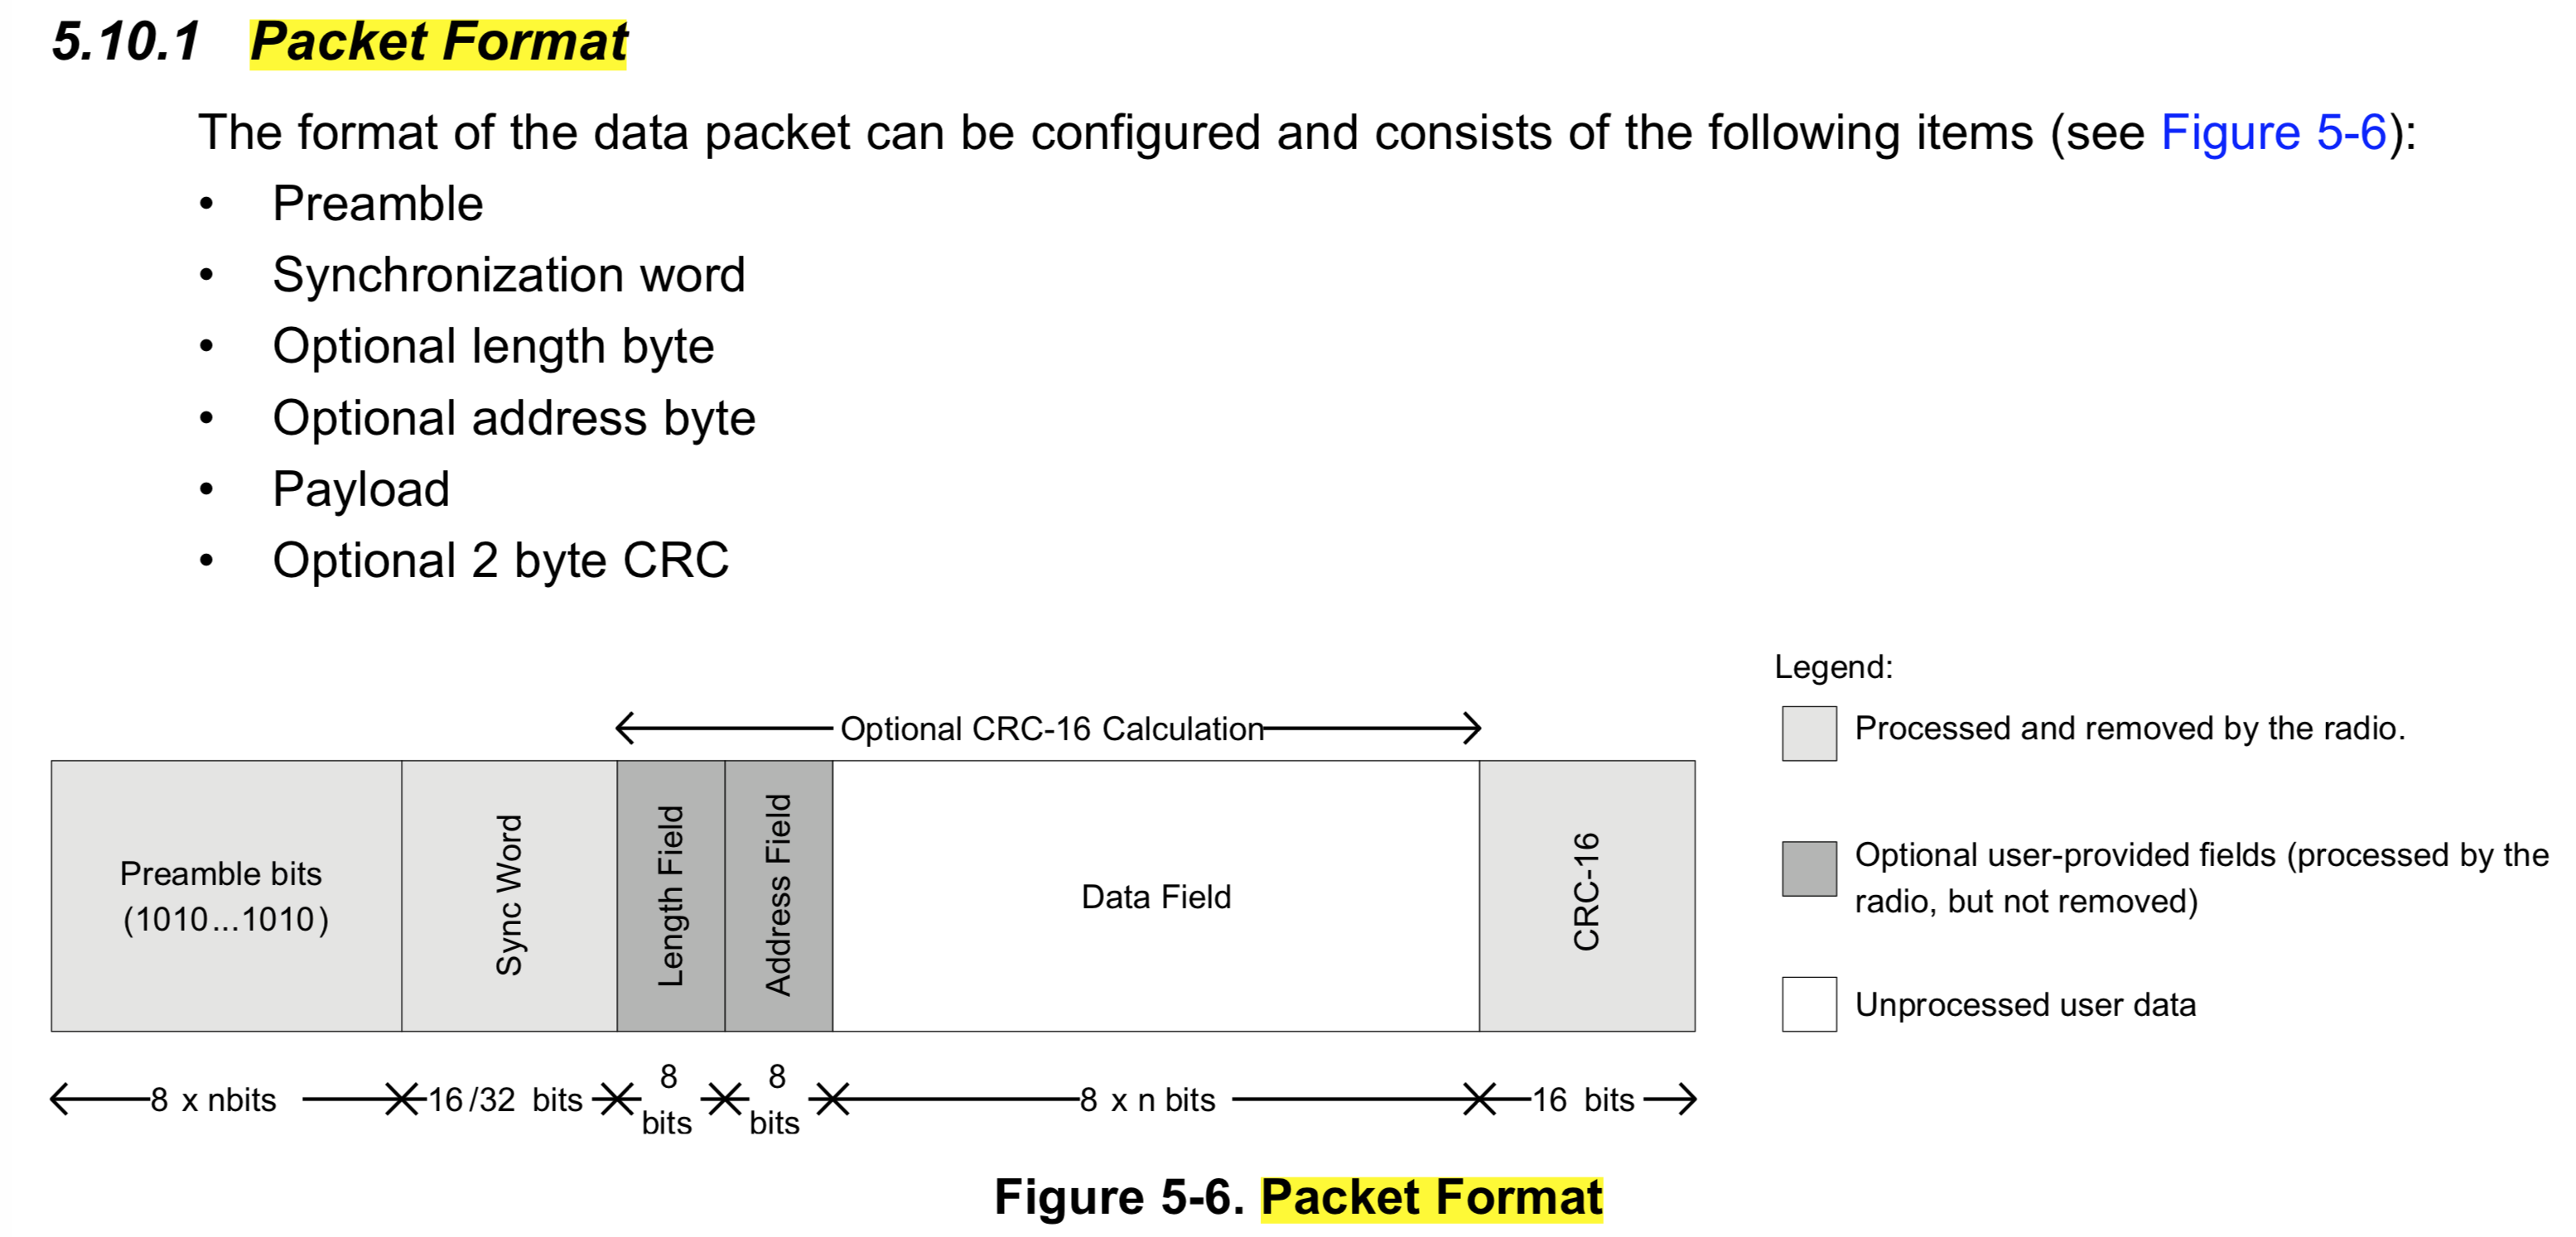 5.10.1 Packet Format
The format of the data packet can be configured and consists of the following items (see Figure 5-6):
• Preamble
• Synchronization word
• Optional length byte
• Optional address byte
• Payload
• Optional 2 byte CRC
Legend:
Optional CRC-16 Calculation
Processed and removed by the radio.
Preamble bits
(1010...1010)
Sync Word
Length Field
Address Field
Data Field
CRC-16
Optional user-provided fields (processed by the
radio, but not removed)
Unprocessed user data
8 x nbits
16/32 bits
8
bits
8
bits
8 x n bits
16 bits
Figure 5-6. Packet Format